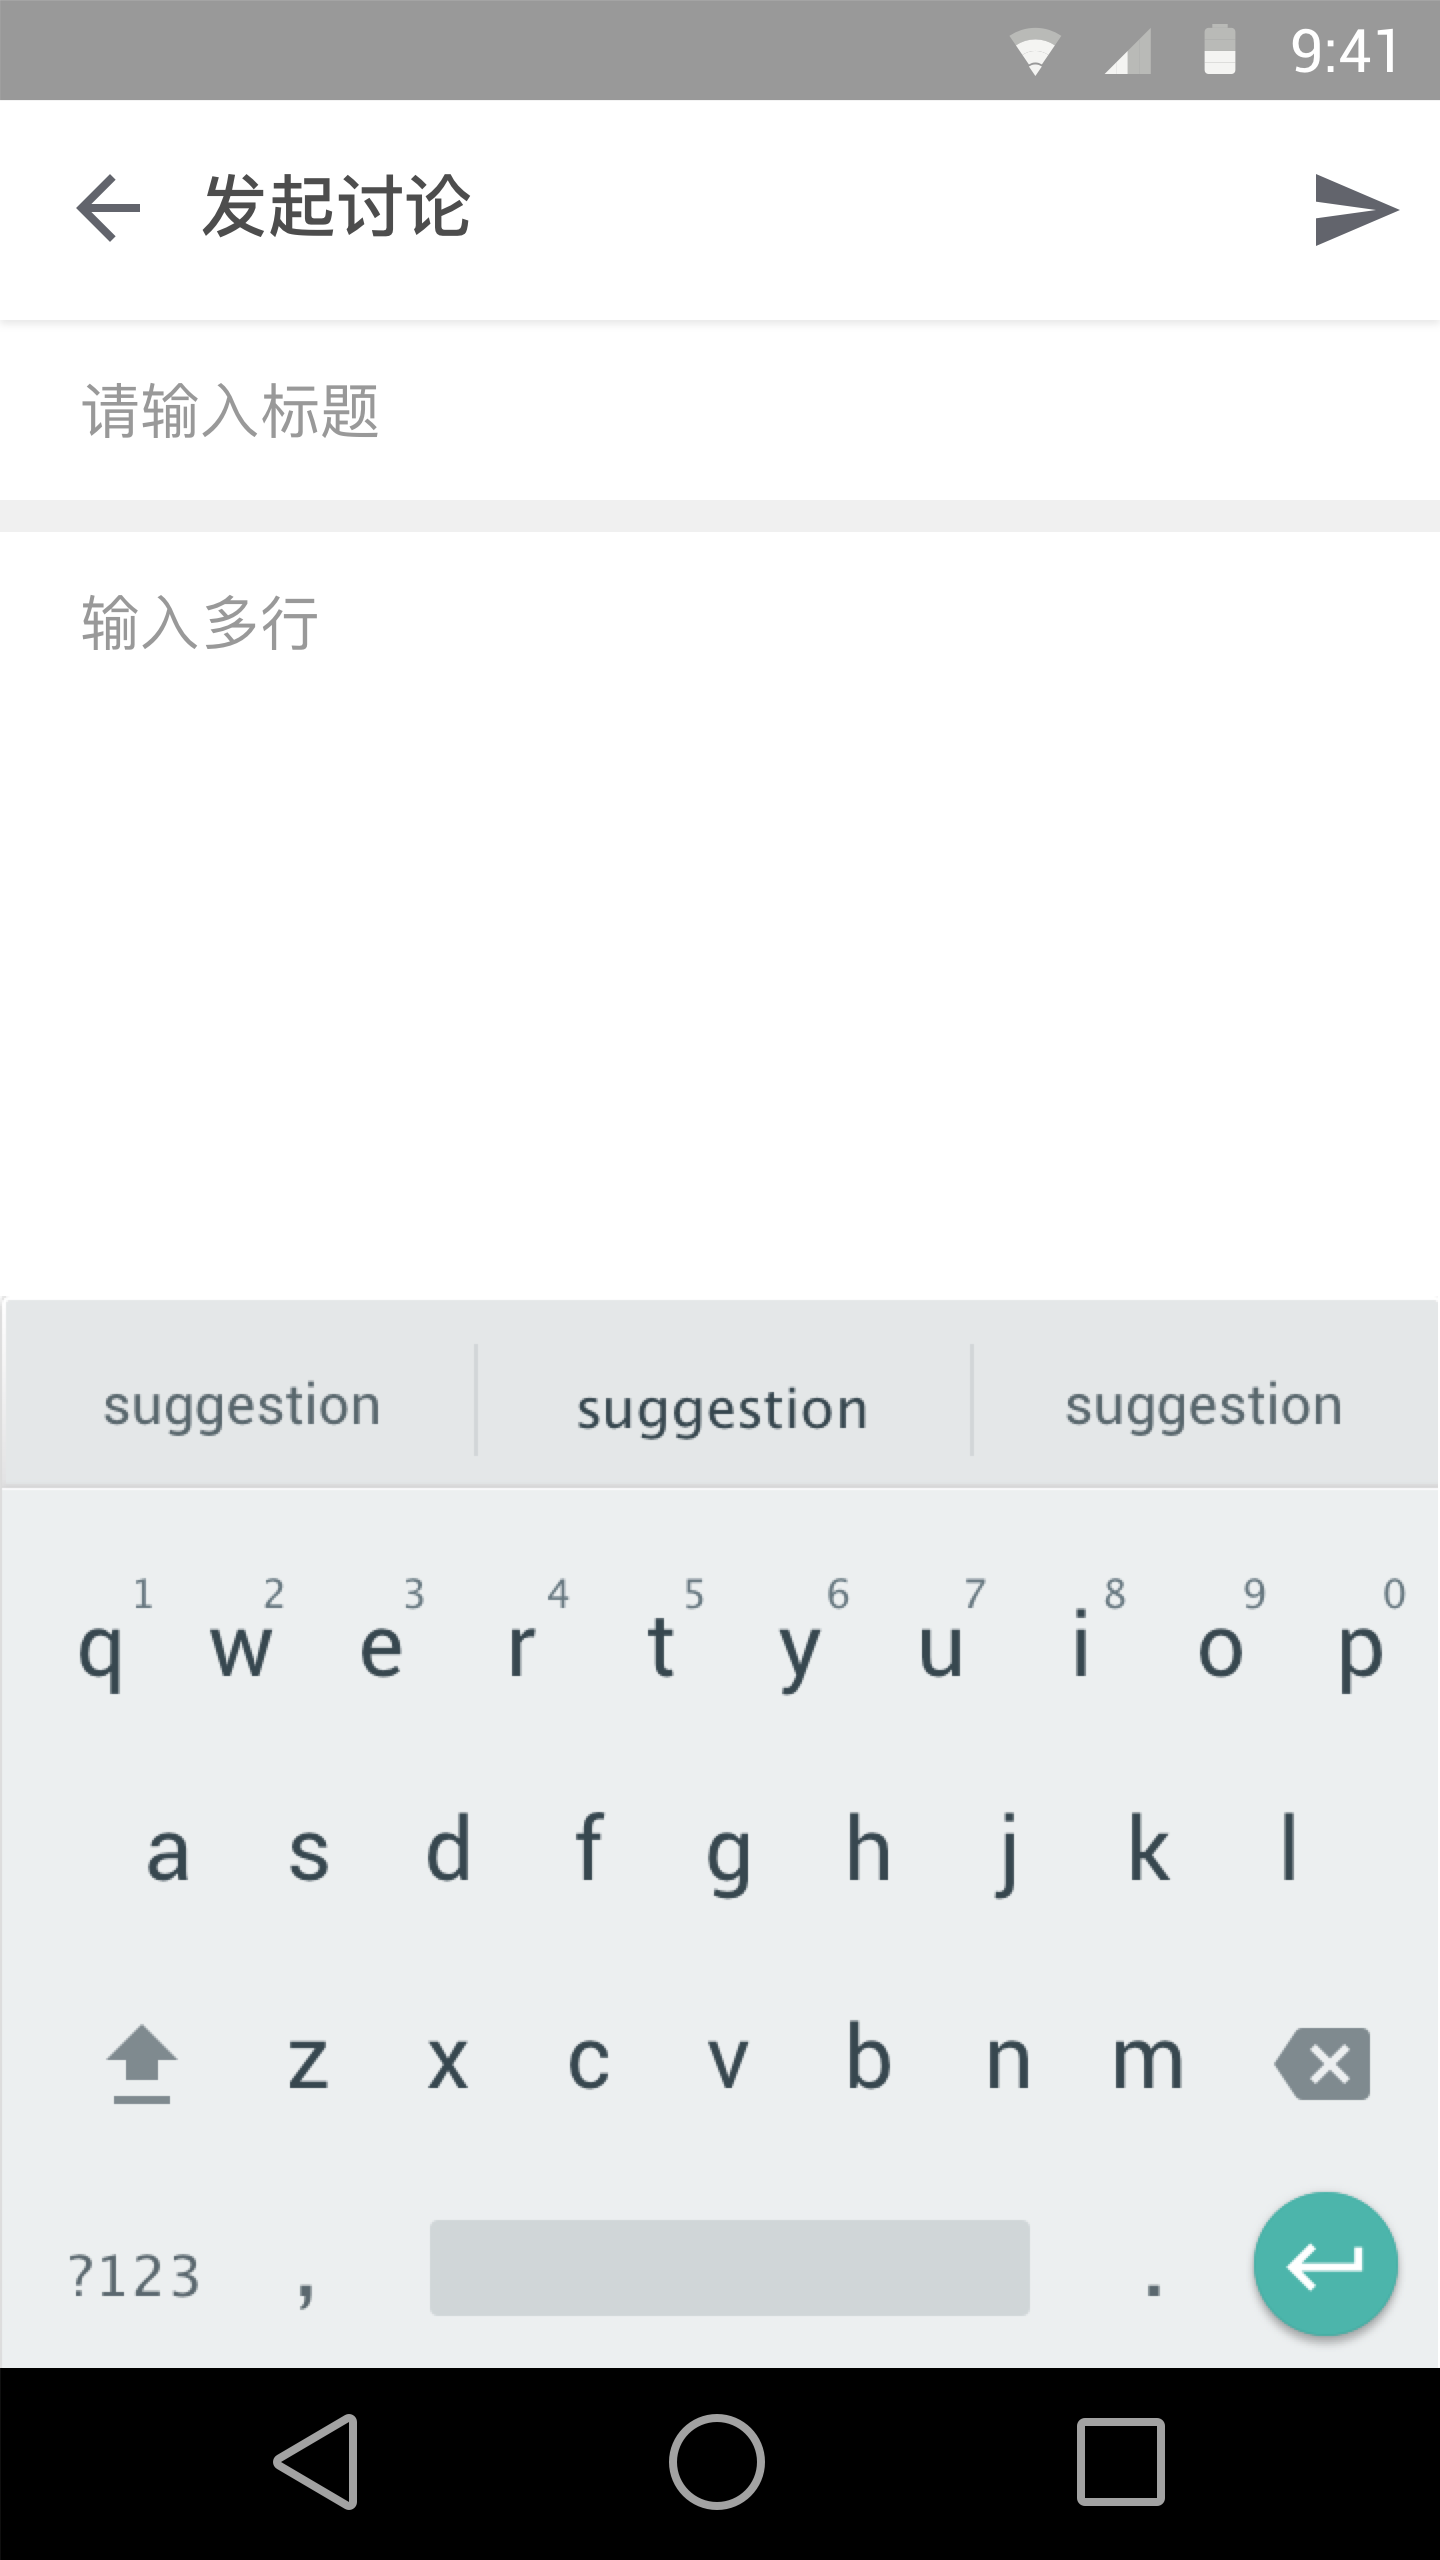 9:41
发起讨论
请输入标题
输入多行
suggestion suggestion suggestion
1 2 3 4 5 6 7 8 9 0
q w e r t y u i o p
a s d f g h j k l
z x c v b n m
?123 , .